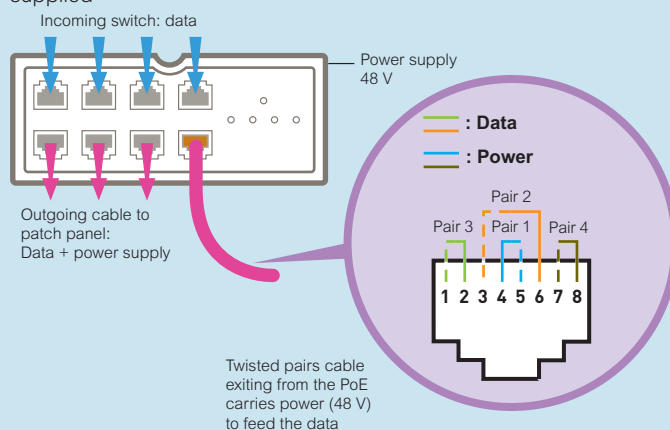 supplied
Incoming switch: data
Power supply
48 V
: Data
: Power
Pair 2
Pair 3 Pair 1 Pair 4
1 2 3 4 5 6 7 8
Outgoing cable to
patch panel:
Data + power supply
Twisted pairs cable
exiting from the PoE
carries power (48 V)
to feed the data